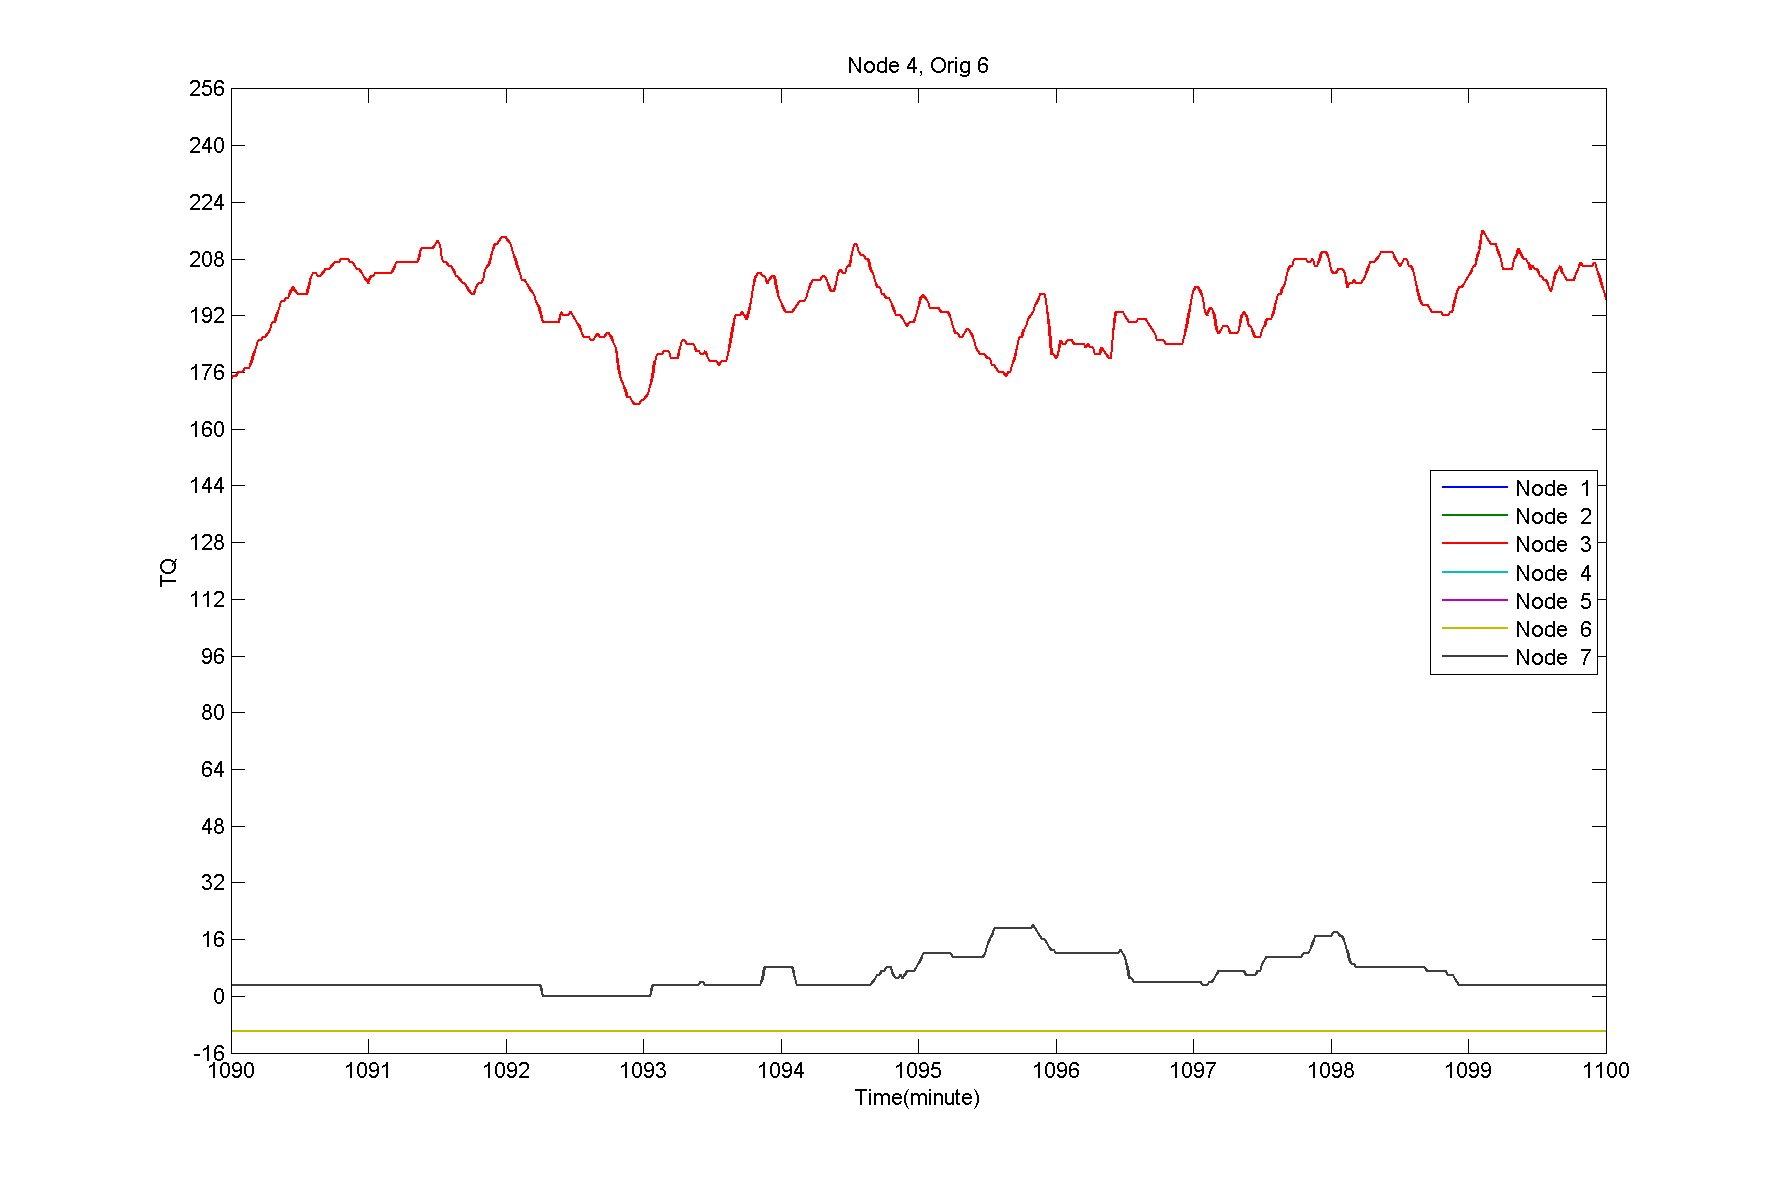 Node 4, Orig 6
256
240
224
208
192
176
160
144
128
112
96
80
64
48
32
16
0
-16
TQ
Node 1
Node 2
Node 3
Node 4
Node 5
Node 6
Node 7
1090 1091 1092 1093 1094 1095 1096 1097 1098 1099 1100
Time(minute)